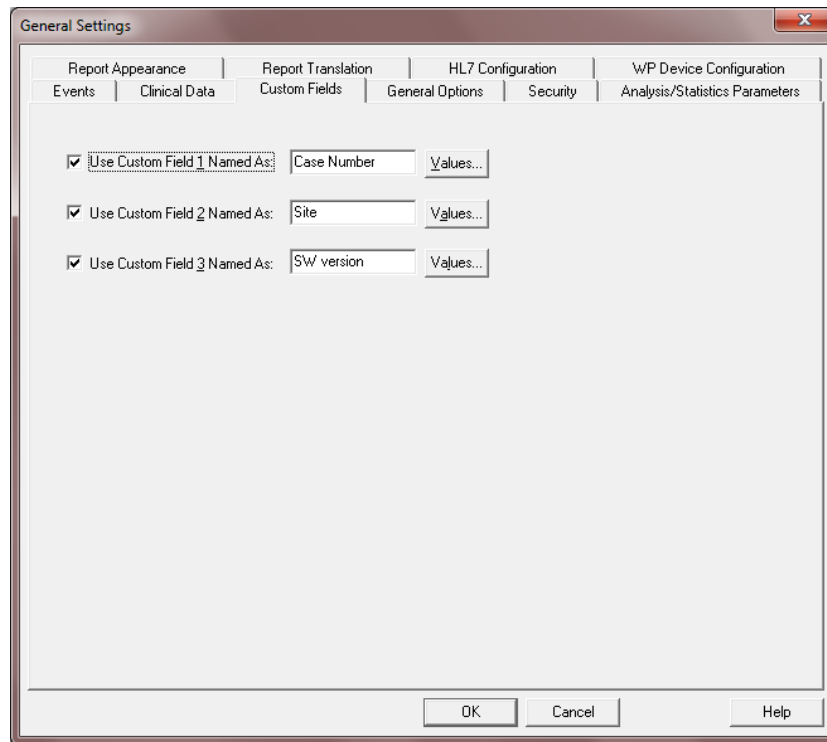 General Settings
Report Appearance Report Translation HL7 Configuration WP Device Configuration
Events Clinical Data Custom Fields General Options Security Analysis/Statistics Parameters
Use Custom Field 1 Named As: Case Number Values...
Use Custom Field 2 Named As: Site Values...
Use Custom Field 3 Named As: SW version Values...
OK Cancel Help